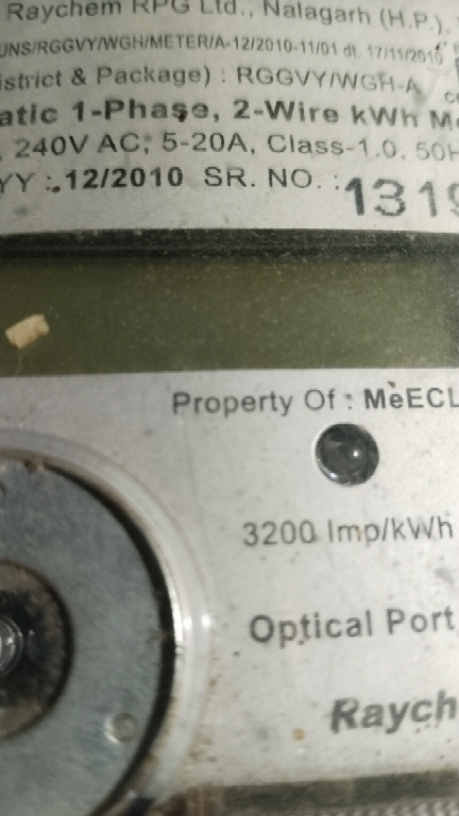 Raychem RPG Ltd., Nalagarh (H.P.),
UNS/RGGVY/WGH/METER/A-12/2010-11/01 dt. 17/11/2010
istrict & Package) : RGGVY/WGH-A
atic 1-Phase, 2-Wire kWh Me
, 240V AC, 5-20A, Class-1.0, 50H
YY : 12/2010 SR. NO. : 1319
Property Of : MeECL
3200 Imp/kWh
Optical Port
Raych